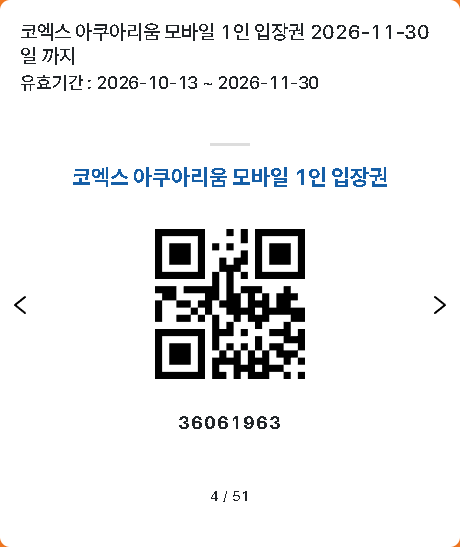 코엑스 아쿠아리움 모바일 1인 입장권 2026-11-30
일 까지
유효기간 : 2026-10-13 ~ 2026-11-30
코엑스 아쿠아리움 모바일 1인 입장권
36061963
4 / 51